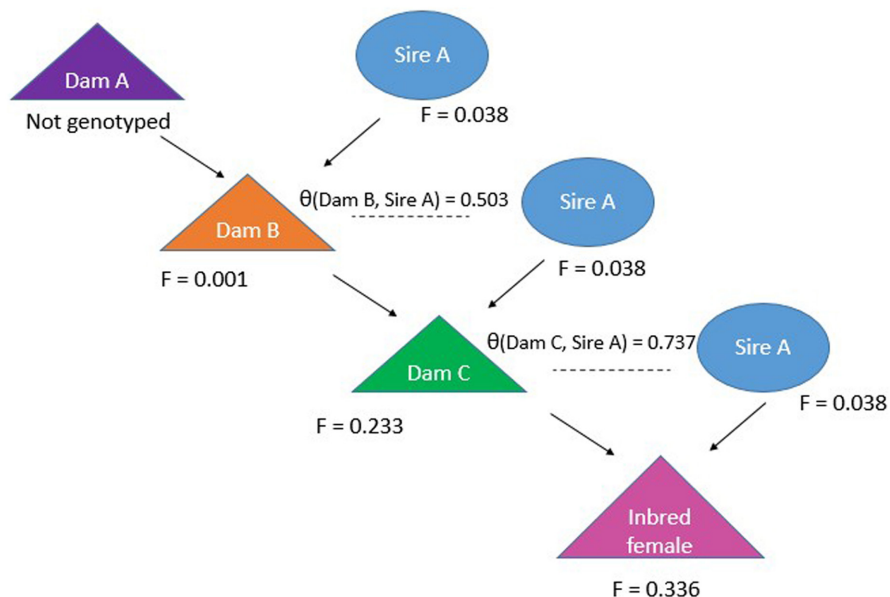 Dam A
Sire A
Not genotyped
F = 0.038
θ(Dam B, Sire A) = 0.503
Sire A
Dam B
F = 0.001
F = 0.038
θ(Dam C, Sire A) = 0.737
Sire A
Dam C
F = 0.233
F = 0.038
Inbred
female
F = 0.336